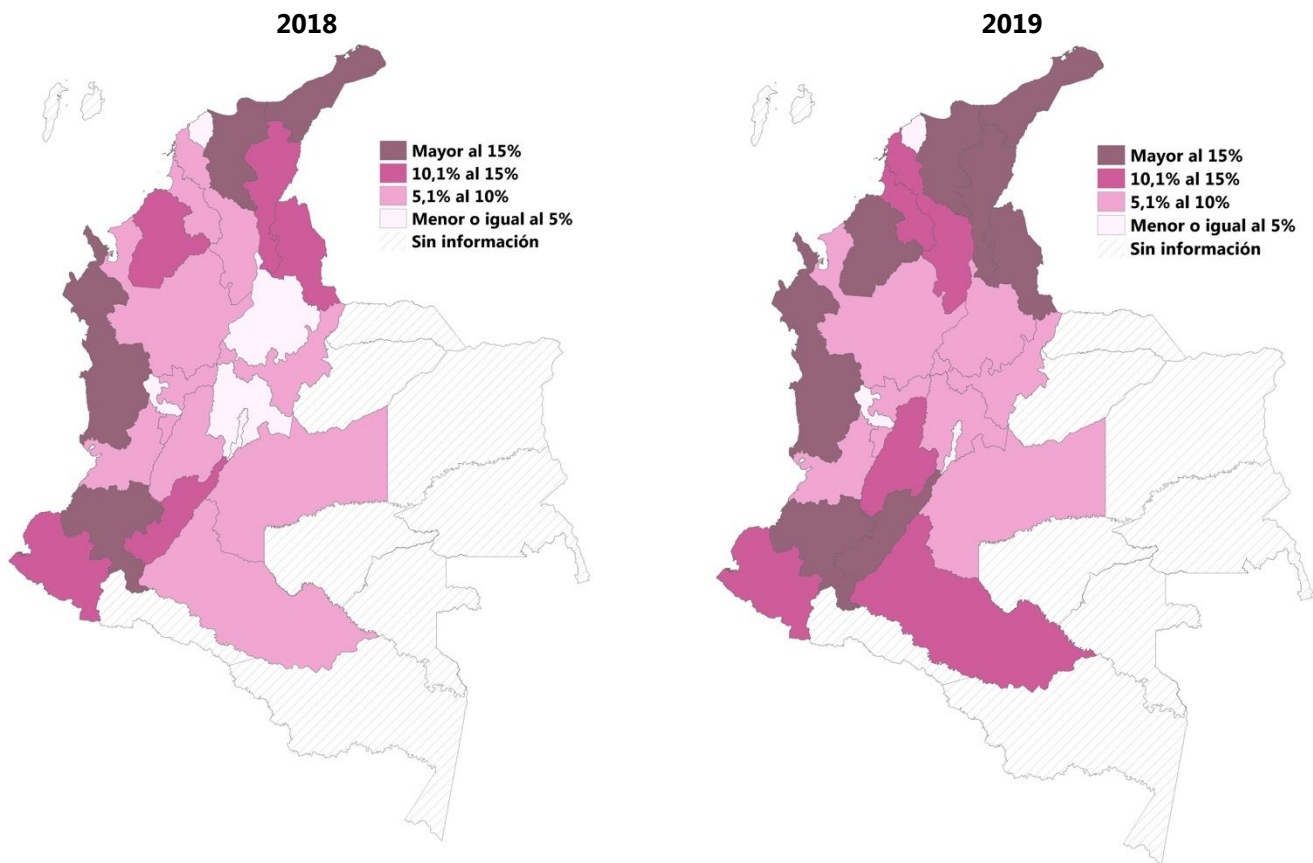 2018
Mayor al 15%
10,1% al 15%
5,1% al 10%
Menor o igual al 5%
Sin información
2019
Mayor al 15%
10,1% al 15%
5,1% al 10%
Menor o igual al 5%
Sin información